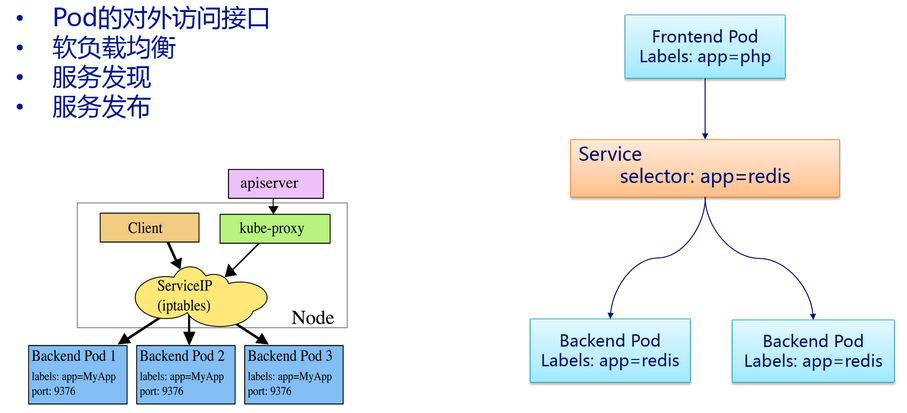 • Pod的对外访问接口
• 软负载均衡
• 服务发现
• 服务发布
apiserver
Client
kube-proxy
ServiceIP
(iptables)
Node
Backend Pod 1
labels: app=MyApp
port: 9376
Backend Pod 2
labels: app=MyApp
port: 9376
Backend Pod 3
labels: app=MyApp
port: 9376
Frontend Pod
Labels: app=php
Service
selector: app=redis
Backend Pod
Labels: app=redis
Backend Pod
Labels: app=redis